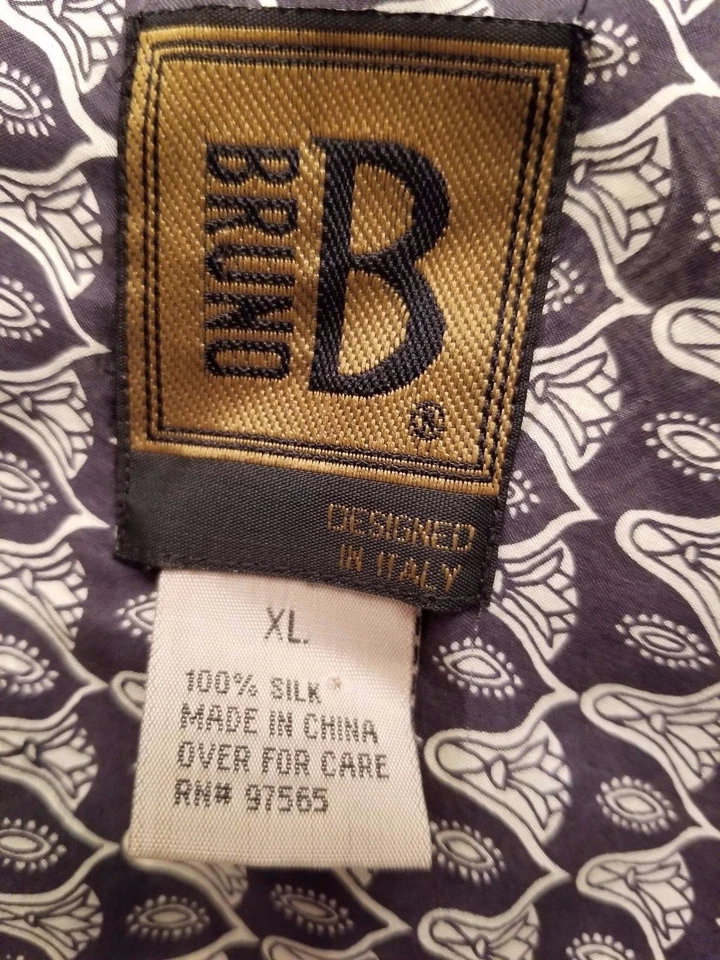 BRUNO
B
®
DESIGNED
IN ITALY
XL.
100% SILK
MADE IN CHINA
OVER FOR CARE
RN# 97565